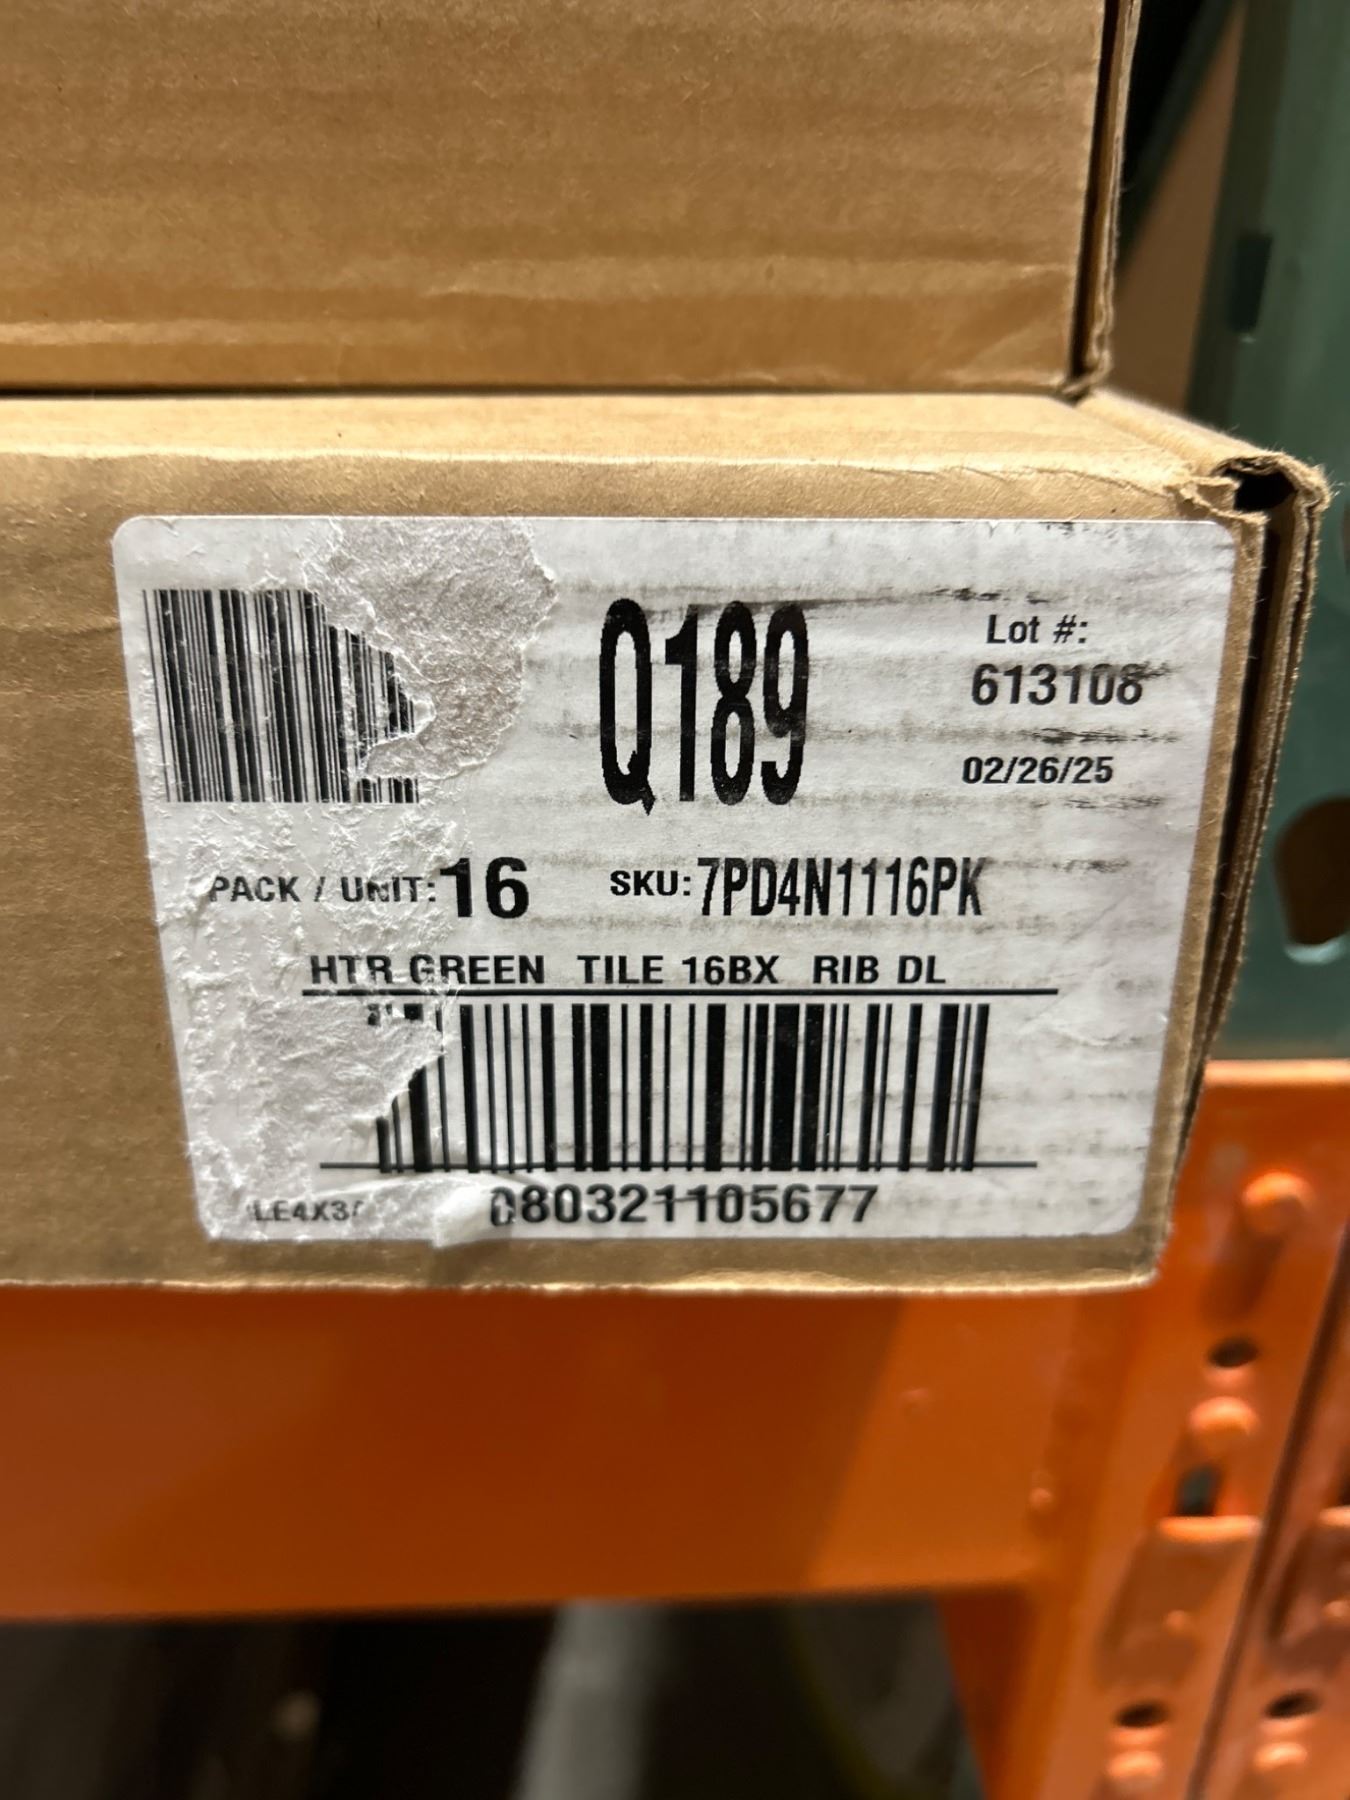 Q189
Lot #:
613108
02/26/25
PACK / UNIT: 16 SKU: 7PD4N1116PK
HTR GREEN TILE 16BX RIB DL
080321105677